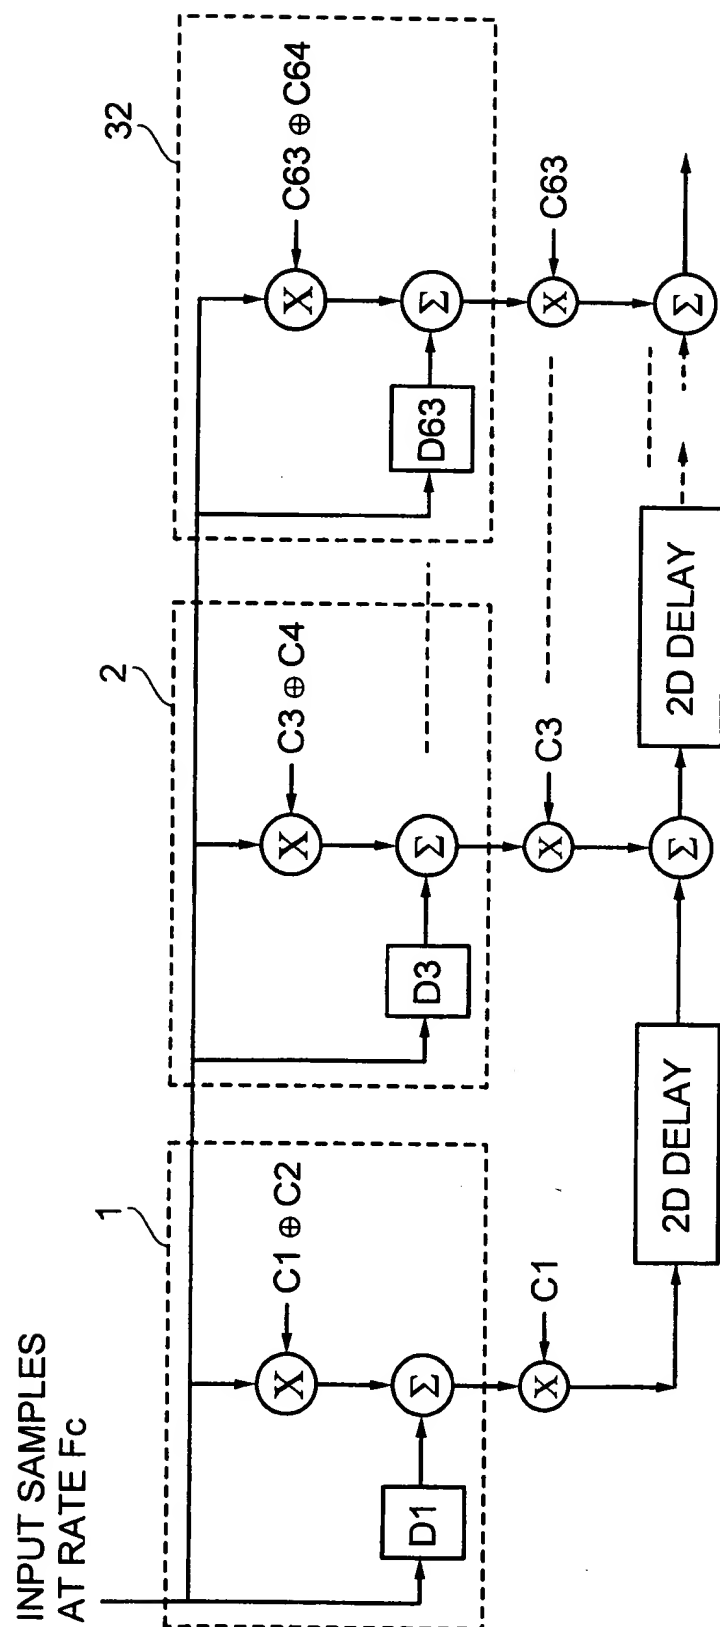 INPUT SAMPLES
AT RATE Fc
1
2
32
X
C1 ⊕ C2
X
C3 ⊕ C4
X
C63 ⊕ C64
D1
Σ
D3
Σ
D63
Σ
X
C1
X
C3
X
C63
2D DELAY
Σ
2D DELAY
Σ